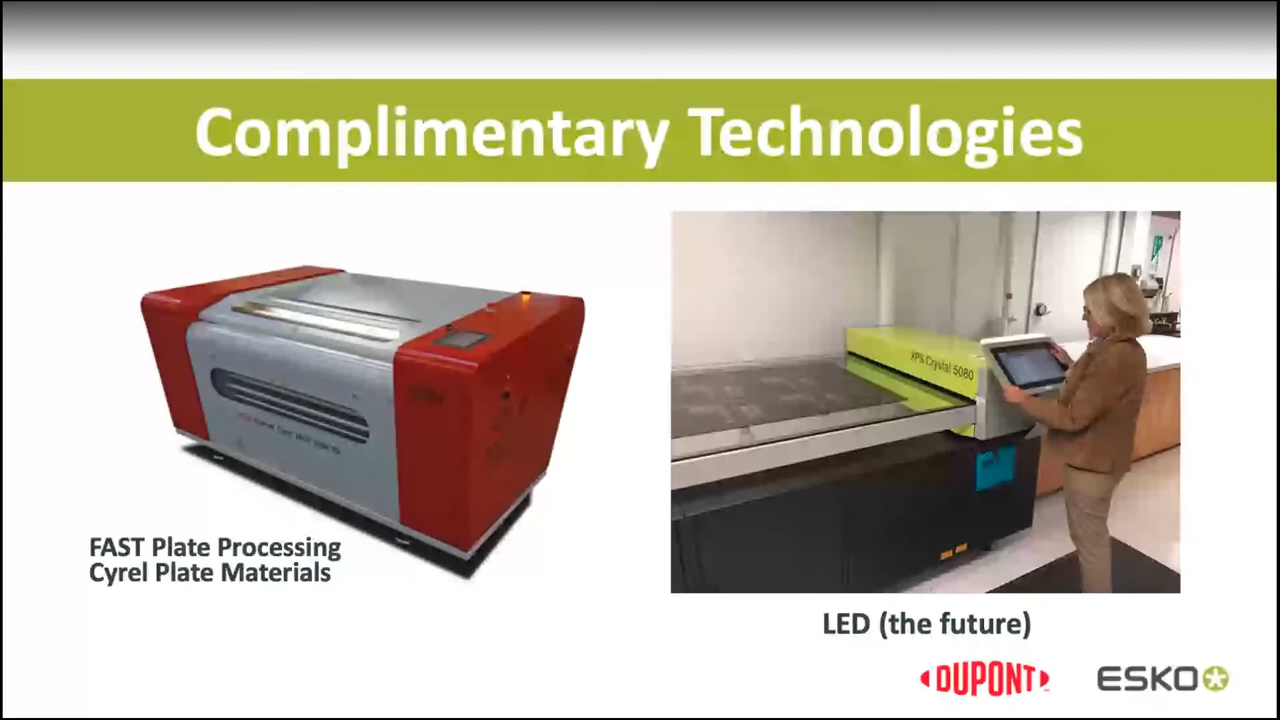 Complimentary Technologies
XPS Crystal 5080
FAST Plate Processing
Cyrel Plate Materials
LED (the future)
DUPONT
ESKO